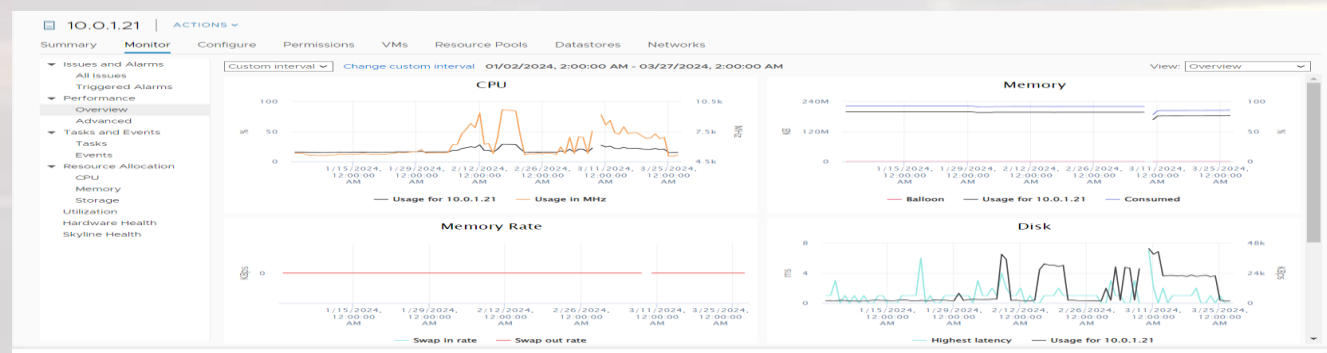 10.0.1.21 ACTIONS
Summary Monitor Configure Permissions VMs Resource Pools Datastores Networks
Issues and Alarms
All Issues
Triggered Alarms
Performance
Overview
Advanced
Tasks and Events
Tasks
Events
Resource Allocation
CPU
Memory
Storage
Utilization
Hardware Health
Skyline Health
Custom interval Change custom interval 01/02/2024, 2:00:00 AM - 03/27/2024, 2:00:00 AM View: Overview
CPU
100 10.5k
% 50 7.5k MHz
0 4.5k
1/15/2024, 1/29/2024, 2/12/2024, 2/26/2024, 3/11/2024, 3/25/2024,
12:00:00 12:00:00 12:00:00 12:00:00 12:00:00 12:00:00
AM AM AM AM AM AM
Usage for 10.0.1.21 Usage in MHz
Memory
240M 100
KB 120M 50 %
0 0
1/15/2024, 1/29/2024, 2/12/2024, 2/26/2024, 3/11/2024, 3/25/2024,
12:00:00 12:00:00 12:00:00 12:00:00 12:00:00 12:00:00
AM AM AM AM AM AM
Balloon Usage for 10.0.1.21 Consumed
Memory Rate
KBps 0
1/15/2024, 1/29/2024, 2/12/2024, 2/26/2024, 3/11/2024, 3/25/2024,
12:00:00 12:00:00 12:00:00 12:00:00 12:00:00 12:00:00
AM AM AM AM AM AM
Swap in rate Swap out rate
Disk
8 48k
ms 4 24k KBps
0 0
1/15/2024, 1/29/2024, 2/12/2024, 2/26/2024, 3/11/2024, 3/25/2024,
12:00:00 12:00:00 12:00:00 12:00:00 12:00:00 12:00:00
AM AM AM AM AM AM
Highest latency Usage for 10.0.1.21